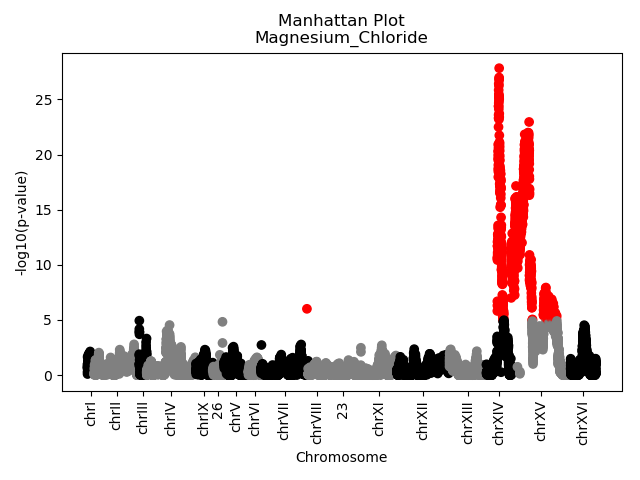 Manhattan Plot
Magnesium_Chloride
-log10(p-value)
25
20
15
10
5
0
chrI
chrII
chrIII
chrIV
chrIX
26
chrV
chrVI
chrVII
chrVIII
23
chrXI
chrXII
chrXIII
chrXIV
chrXV
chrXVI
Chromosome